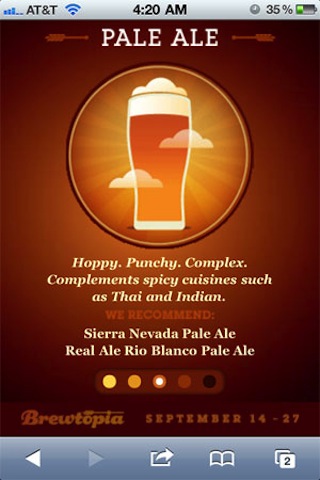 AT&T 4:20 AM 35%
PALE ALE
Hoppy. Punchy. Complex.
Complements spicy cuisines such
as Thai and Indian.
WE RECOMMEND:
Sierra Nevada Pale Ale
Real Ale Rio Blanco Pale Ale
Brewtopia SEPTEMBER 14 - 27
2